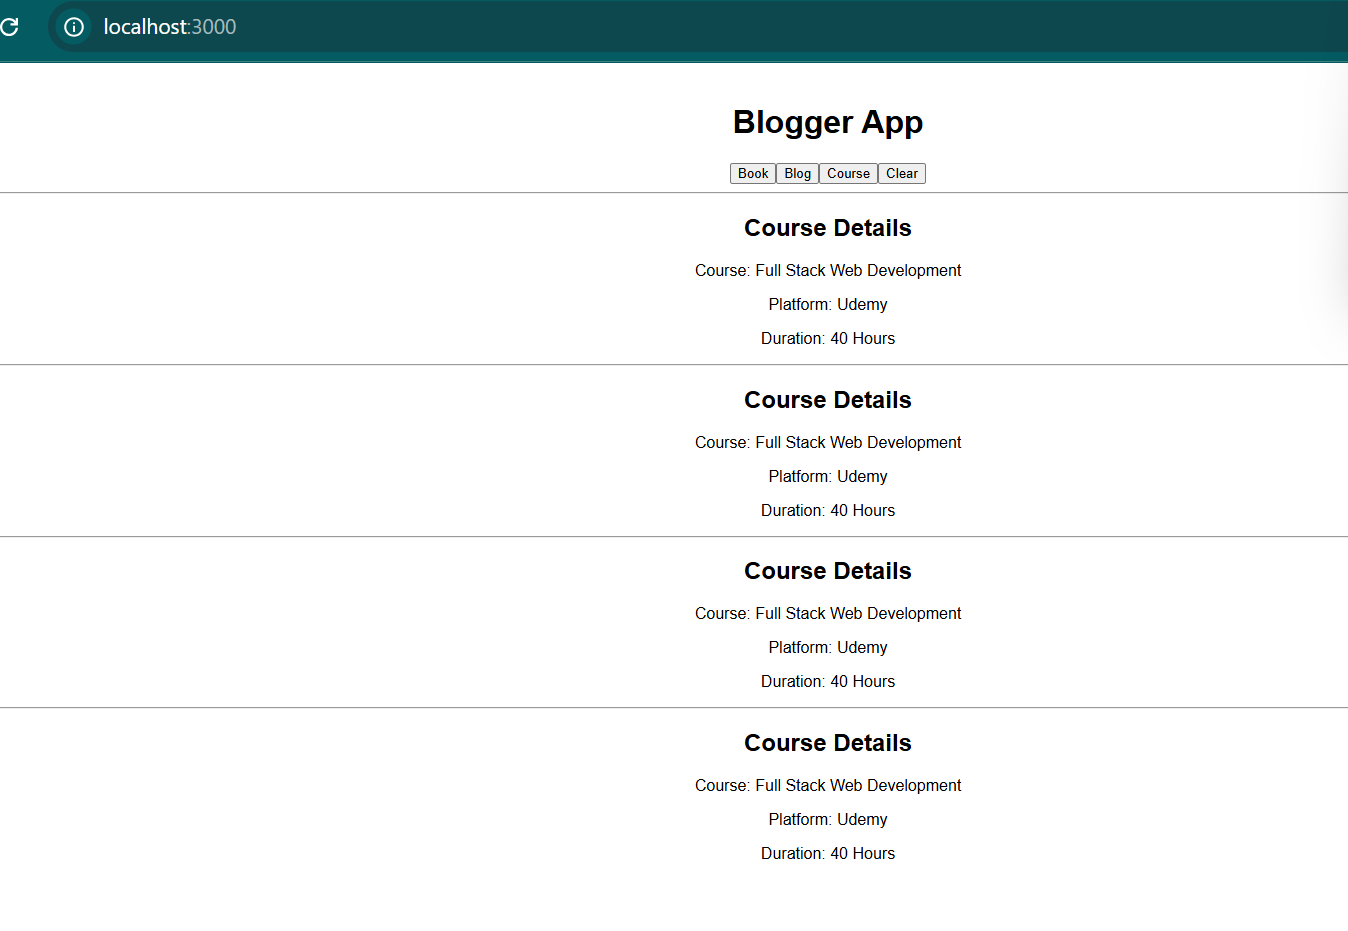 localhost:3000
Blogger App
Book Blog Course Clear
Course Details
Course: Full Stack Web Development
Platform: Udemy
Duration: 40 Hours
Course Details
Course: Full Stack Web Development
Platform: Udemy
Duration: 40 Hours
Course Details
Course: Full Stack Web Development
Platform: Udemy
Duration: 40 Hours
Course Details
Course: Full Stack Web Development
Platform: Udemy
Duration: 40 Hours